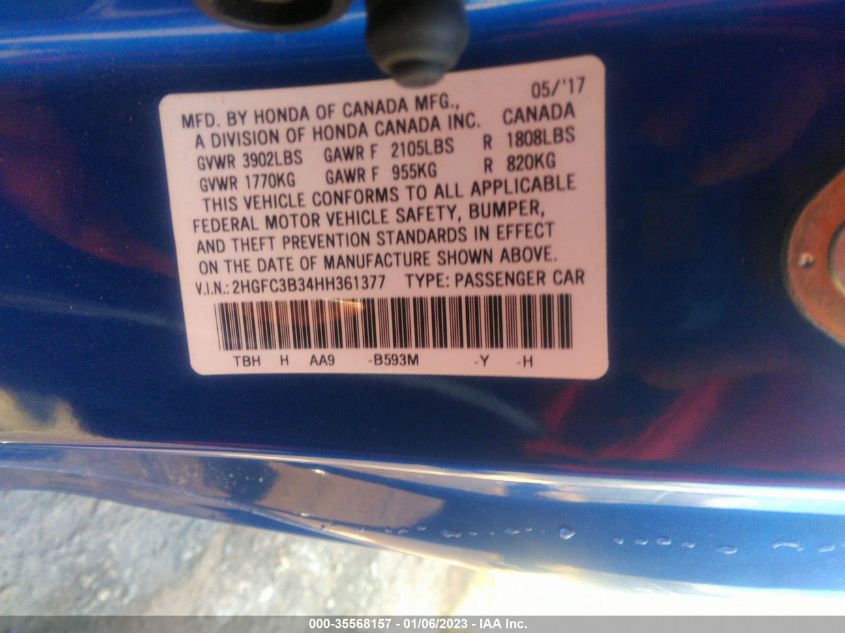 05/'17
MFD. BY HONDA OF CANADA MFG.,
A DIVISION OF HONDA CANADA INC. CANADA
GVWR 3902LBS GAWR F 2105LBS R 1808LBS
GVWR 1770KG GAWR F 955KG R 820KG
THIS VEHICLE CONFORMS TO ALL APPLICABLE
FEDERAL MOTOR VEHICLE SAFETY, BUMPER,
AND THEFT PREVENTION STANDARDS IN EFFECT
ON THE DATE OF MANUFACTURE SHOWN ABOVE.
V.I.N.: 2HGFC3B34HH361377 TYPE: PASSENGER CAR
TBH H AA9 -B593M -Y -H
000-35568157 - 01/06/2023 - IAA Inc.